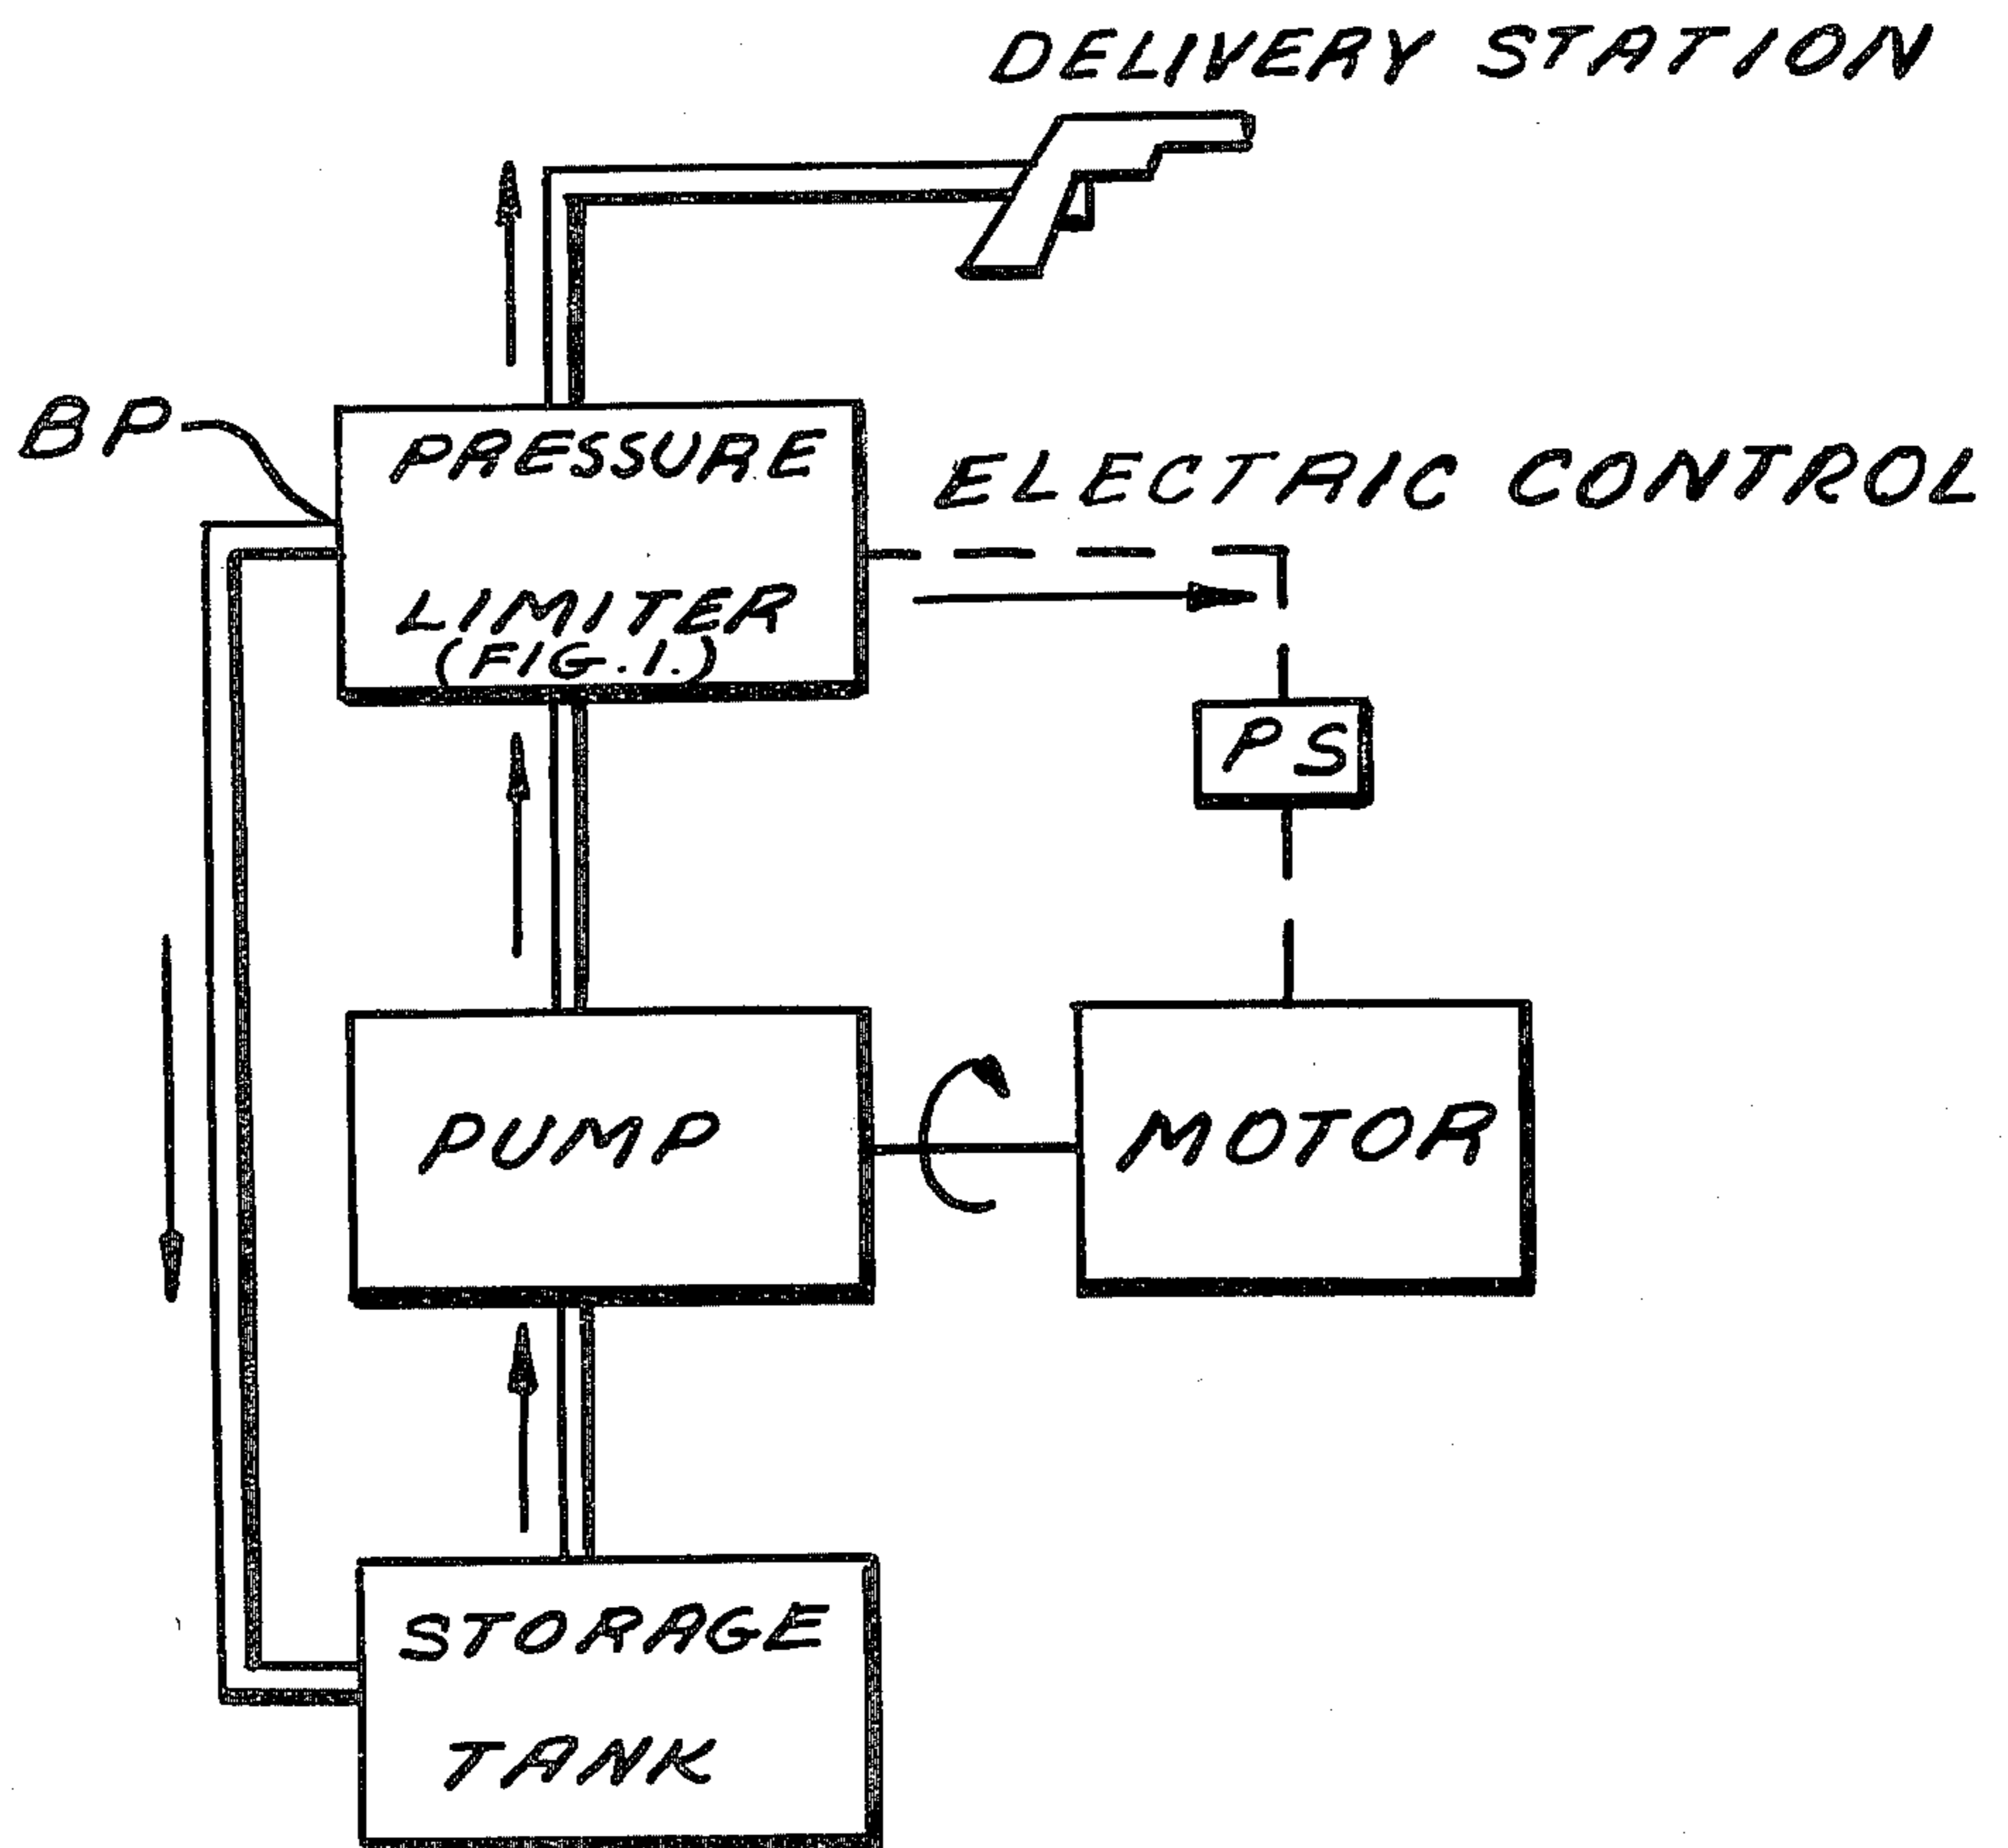 DELIVERY STATION
BP
PRESSURE
LIMITER
(FIG. 1.)
ELECTRIC CONTROL
PS
PUMP
MOTOR
STORAGE
TANK